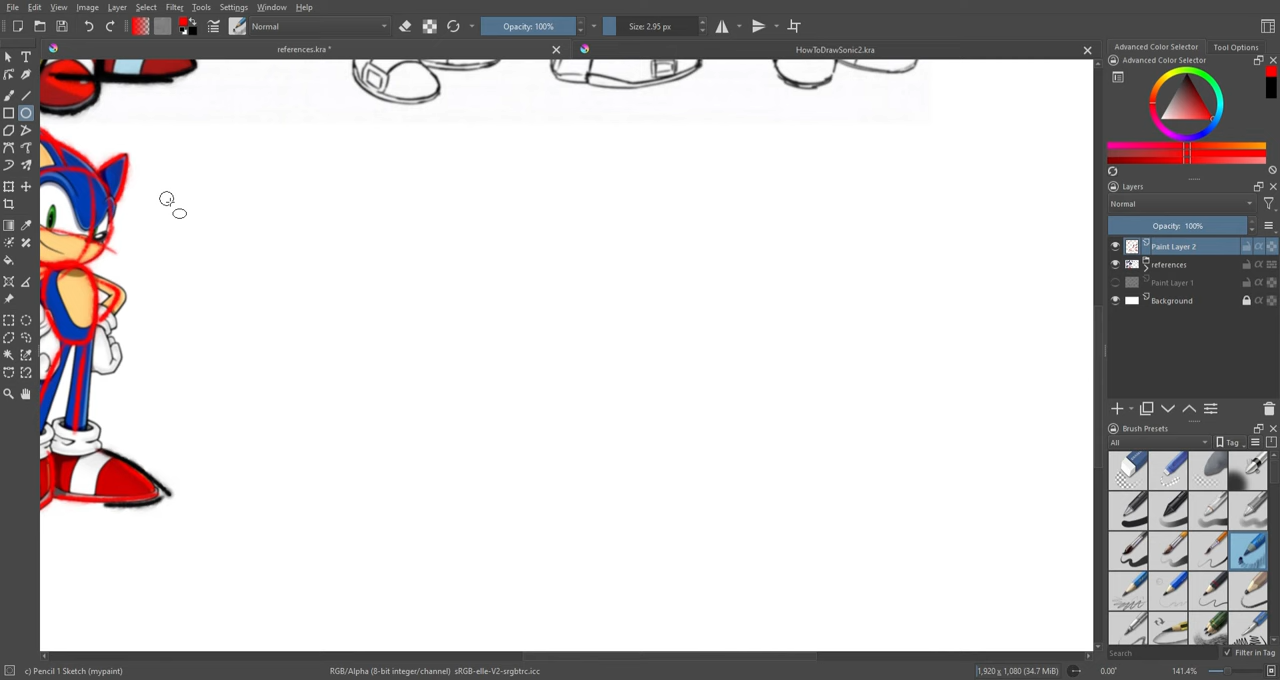 File Edit View Image Layer Select Filter Tools Settings Window Help
Normal Opacity: 100% Size: 2.95 px
references.kra * HowToDrawSonic2.kra
Advanced Color Selector Tool Options
Advanced Color Selector
Layers
Normal
Opacity: 100%
Paint Layer 2
references
Paint Layer 1
Background
Brush Presets
All Tag
Search Filter in Tag
c) Pencil 1 Sketch (mypaint) RGB/Alpha (8-bit integer/channel) sRGB-elle-V2-srgbtrc.icc 1,920 x 1,080 (34.7 MiB) 0.00° 141.4%